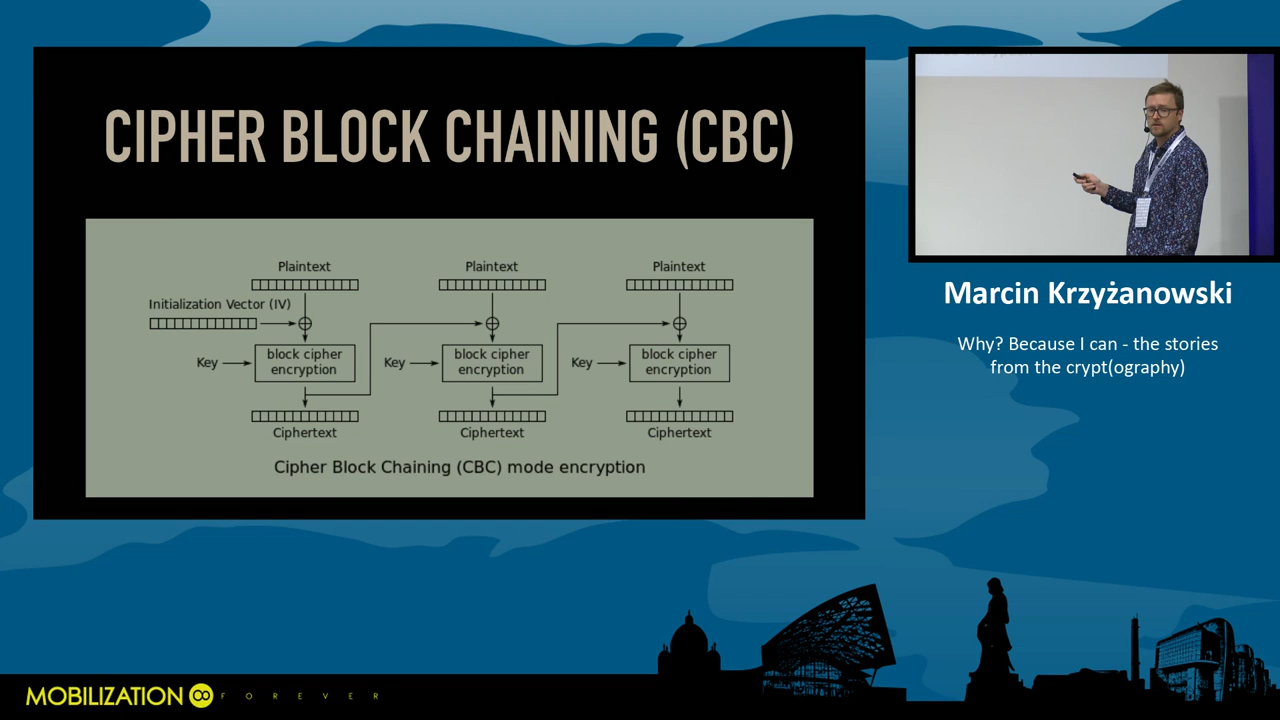 CIPHER BLOCK CHAINING (CBC)
Plaintext
Plaintext
Plaintext
Initialization Vector (IV)
Key
block cipher
encryption
Key
block cipher
encryption
Key
block cipher
encryption
Ciphertext
Ciphertext
Ciphertext
Cipher Block Chaining (CBC) mode encryption
Marcin Krzyżanowski
Why? Because I can - the stories
from the crypt(ography)
MOBILIZATION 8 FOREVER